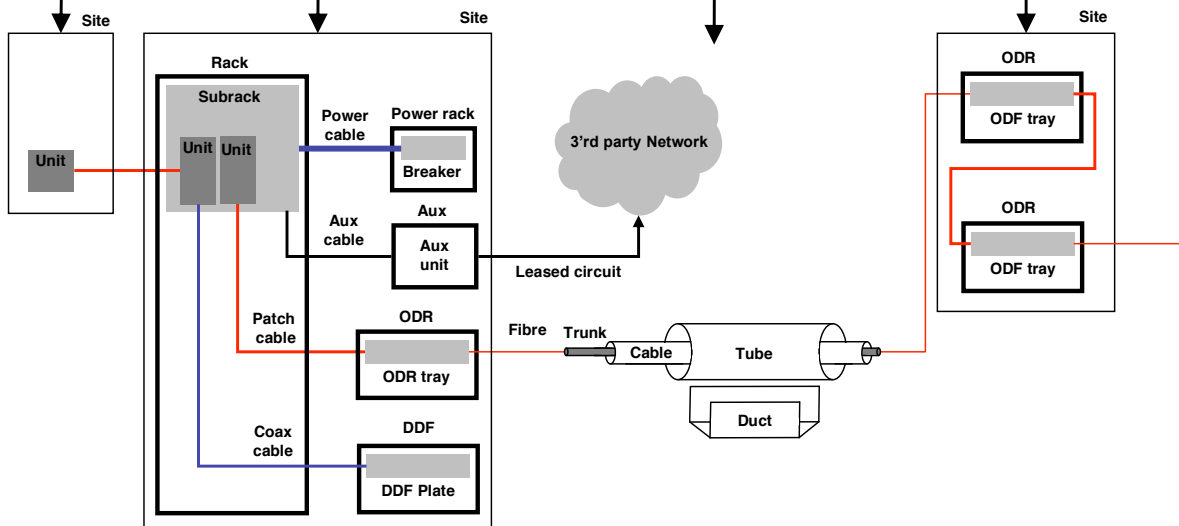 Site
Site
Site
Rack
Subrack
Unit
Unit
Unit
Power
cable
Power rack
Breaker
3'rd party Network
ODR
ODF tray
ODR
ODF tray
Aux
cable
Aux
Aux
unit
Leased circuit
Patch
cable
ODR
ODR tray
Fibre
Trunk
Cable
Tube
Duct
Coax
cable
DDF
DDF Plate